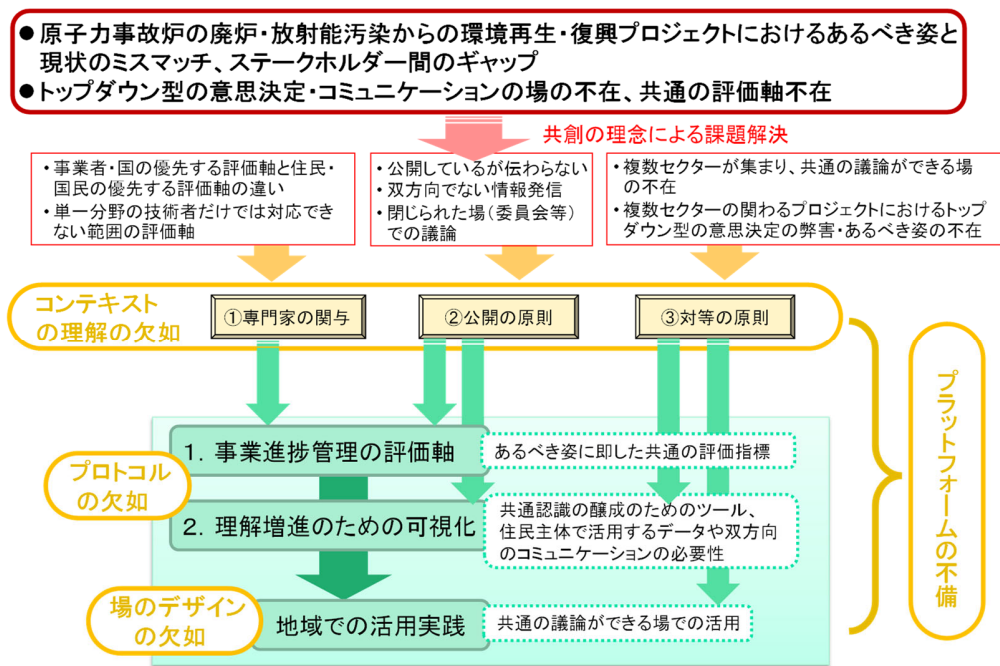 ●原子力事故炉の廃炉・放射能汚染からの環境再生・復興プロジェクトにおけるあるべき姿と
現状のミスマッチ、ステークホルダー間のギャップ
●トップダウン型の意思決定・コミュニケーションの場の不在、共通の評価軸不在
共創の理念による課題解決
・事業者・国の優先する評価軸と住民・
国民の優先する評価軸の違い
・単一分野の技術者だけでは対応でき
ない範囲の評価軸
・公開しているが伝わらない
・双方向でない情報発信
・閉じられた場(委員会等)
での議論
・複数セクターが集まり、共通の議論ができる場
の不在
・複数セクターの関わるプロジェクトにおけるトップ
ダウン型の意思決定の弊害・あるべき姿の不在
コンテキスト
の理解の欠如
①専門家の関与
②公開の原則
③対等の原則
プラットフォームの不備
プロトコル
の欠如
1. 事業進捗管理の評価軸
あるべき姿に即した共通の評価指標
2. 理解増進のための可視化
共通認識の醸成のためのツール、
住民主体で活用するデータや双方向
のコミュニケーションの必要性
場のデザイン
の欠如
地域での活用実践
共通の議論ができる場での活用